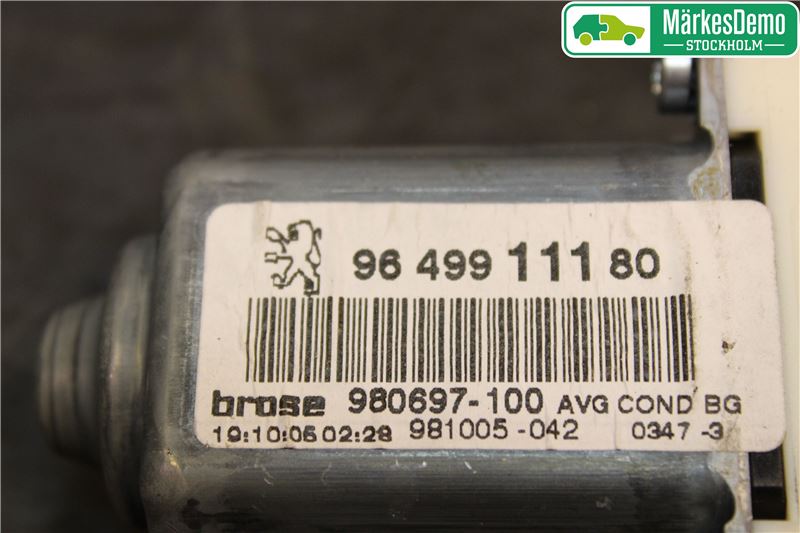 MärkesDemo
STOCKHOLM
96 499 111 80
brose 980697-100 AVG COND BG
19:10:06 02:28 981005-042 0347-3